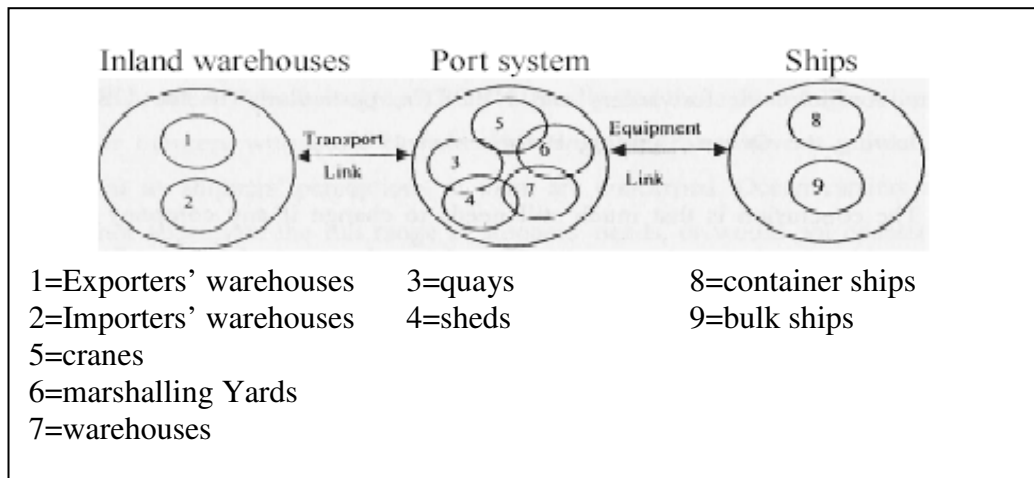 Inland warehouses Port system Ships
5 8
1 Transport Equipment 6
3
Link 7 Link 9
2 4
1=Exporters’ warehouses 3=quays 8=container ships
2=Importers’ warehouses 4=sheds 9=bulk ships
5=cranes
6=marshalling Yards
7=warehouses